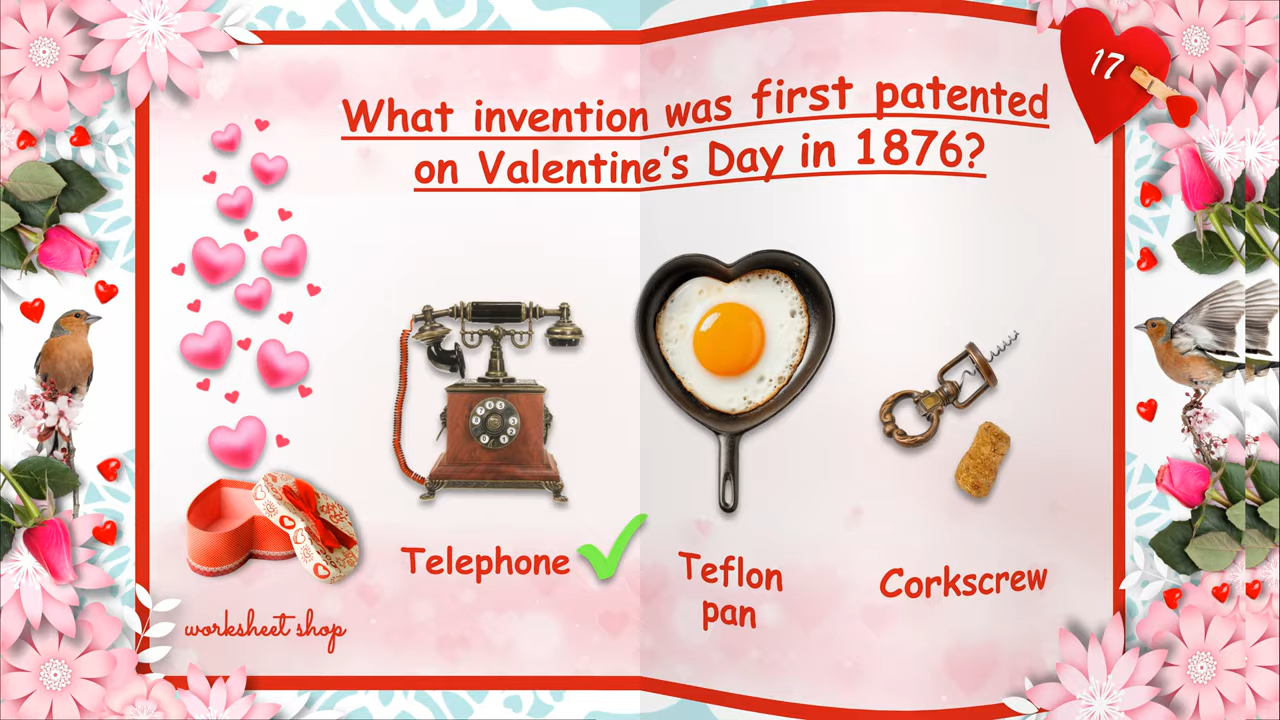 17
What invention was first patented
on Valentine's Day in 1876?
Telephone
Teflon
pan
Corkscrew
worksheet shop